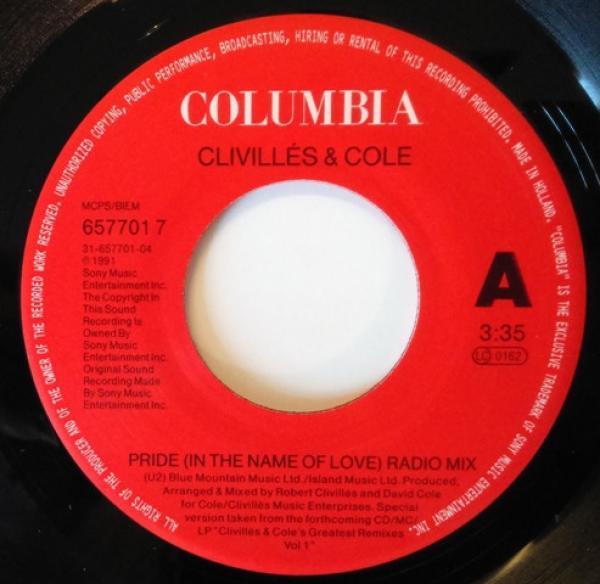 ALL RIGHTS OF THE PRODUCER AND OF THE OWNER OF THE RECORDED WORK RESERVED. UNAUTHORIIED COPYING, PUBLIC PERFORMANCE, BROADCASTING, HIRING OR RENTAL OF THIS RECORDING PROHIBITED. MADE IN HOLLAND. "COLUMBIA" IS THE EXCLUSIVE TRADEMARK OF SONY MUSIC ENTERTAINMENT INC.
COLUMBIA
CLIVILLÉS & COLE
MCPS/BIEM
657701 7
31-657701-04
℗ 1991
Sony Music
Entertainment Inc.
The Copyright In
This Sound
Recording Is
Owned By
Sony Music
Entertainment Inc.
Original Sound
Recording Made
By Sony Music
Entertainment Inc.
A
3:35
LC 0162
PRIDE (IN THE NAME OF LOVE) RADIO MIX
(U2) Blue Mountain Music Ltd./Island Music Ltd. Produced,
Arranged & Mixed by Robert Clivillés and David Cole
for Cole/Clivillés Music Enterprises. Special
version taken from the forthcoming CD/MC/
LP "Clivillés & Cole's Greatest Remixes
Vol 1"